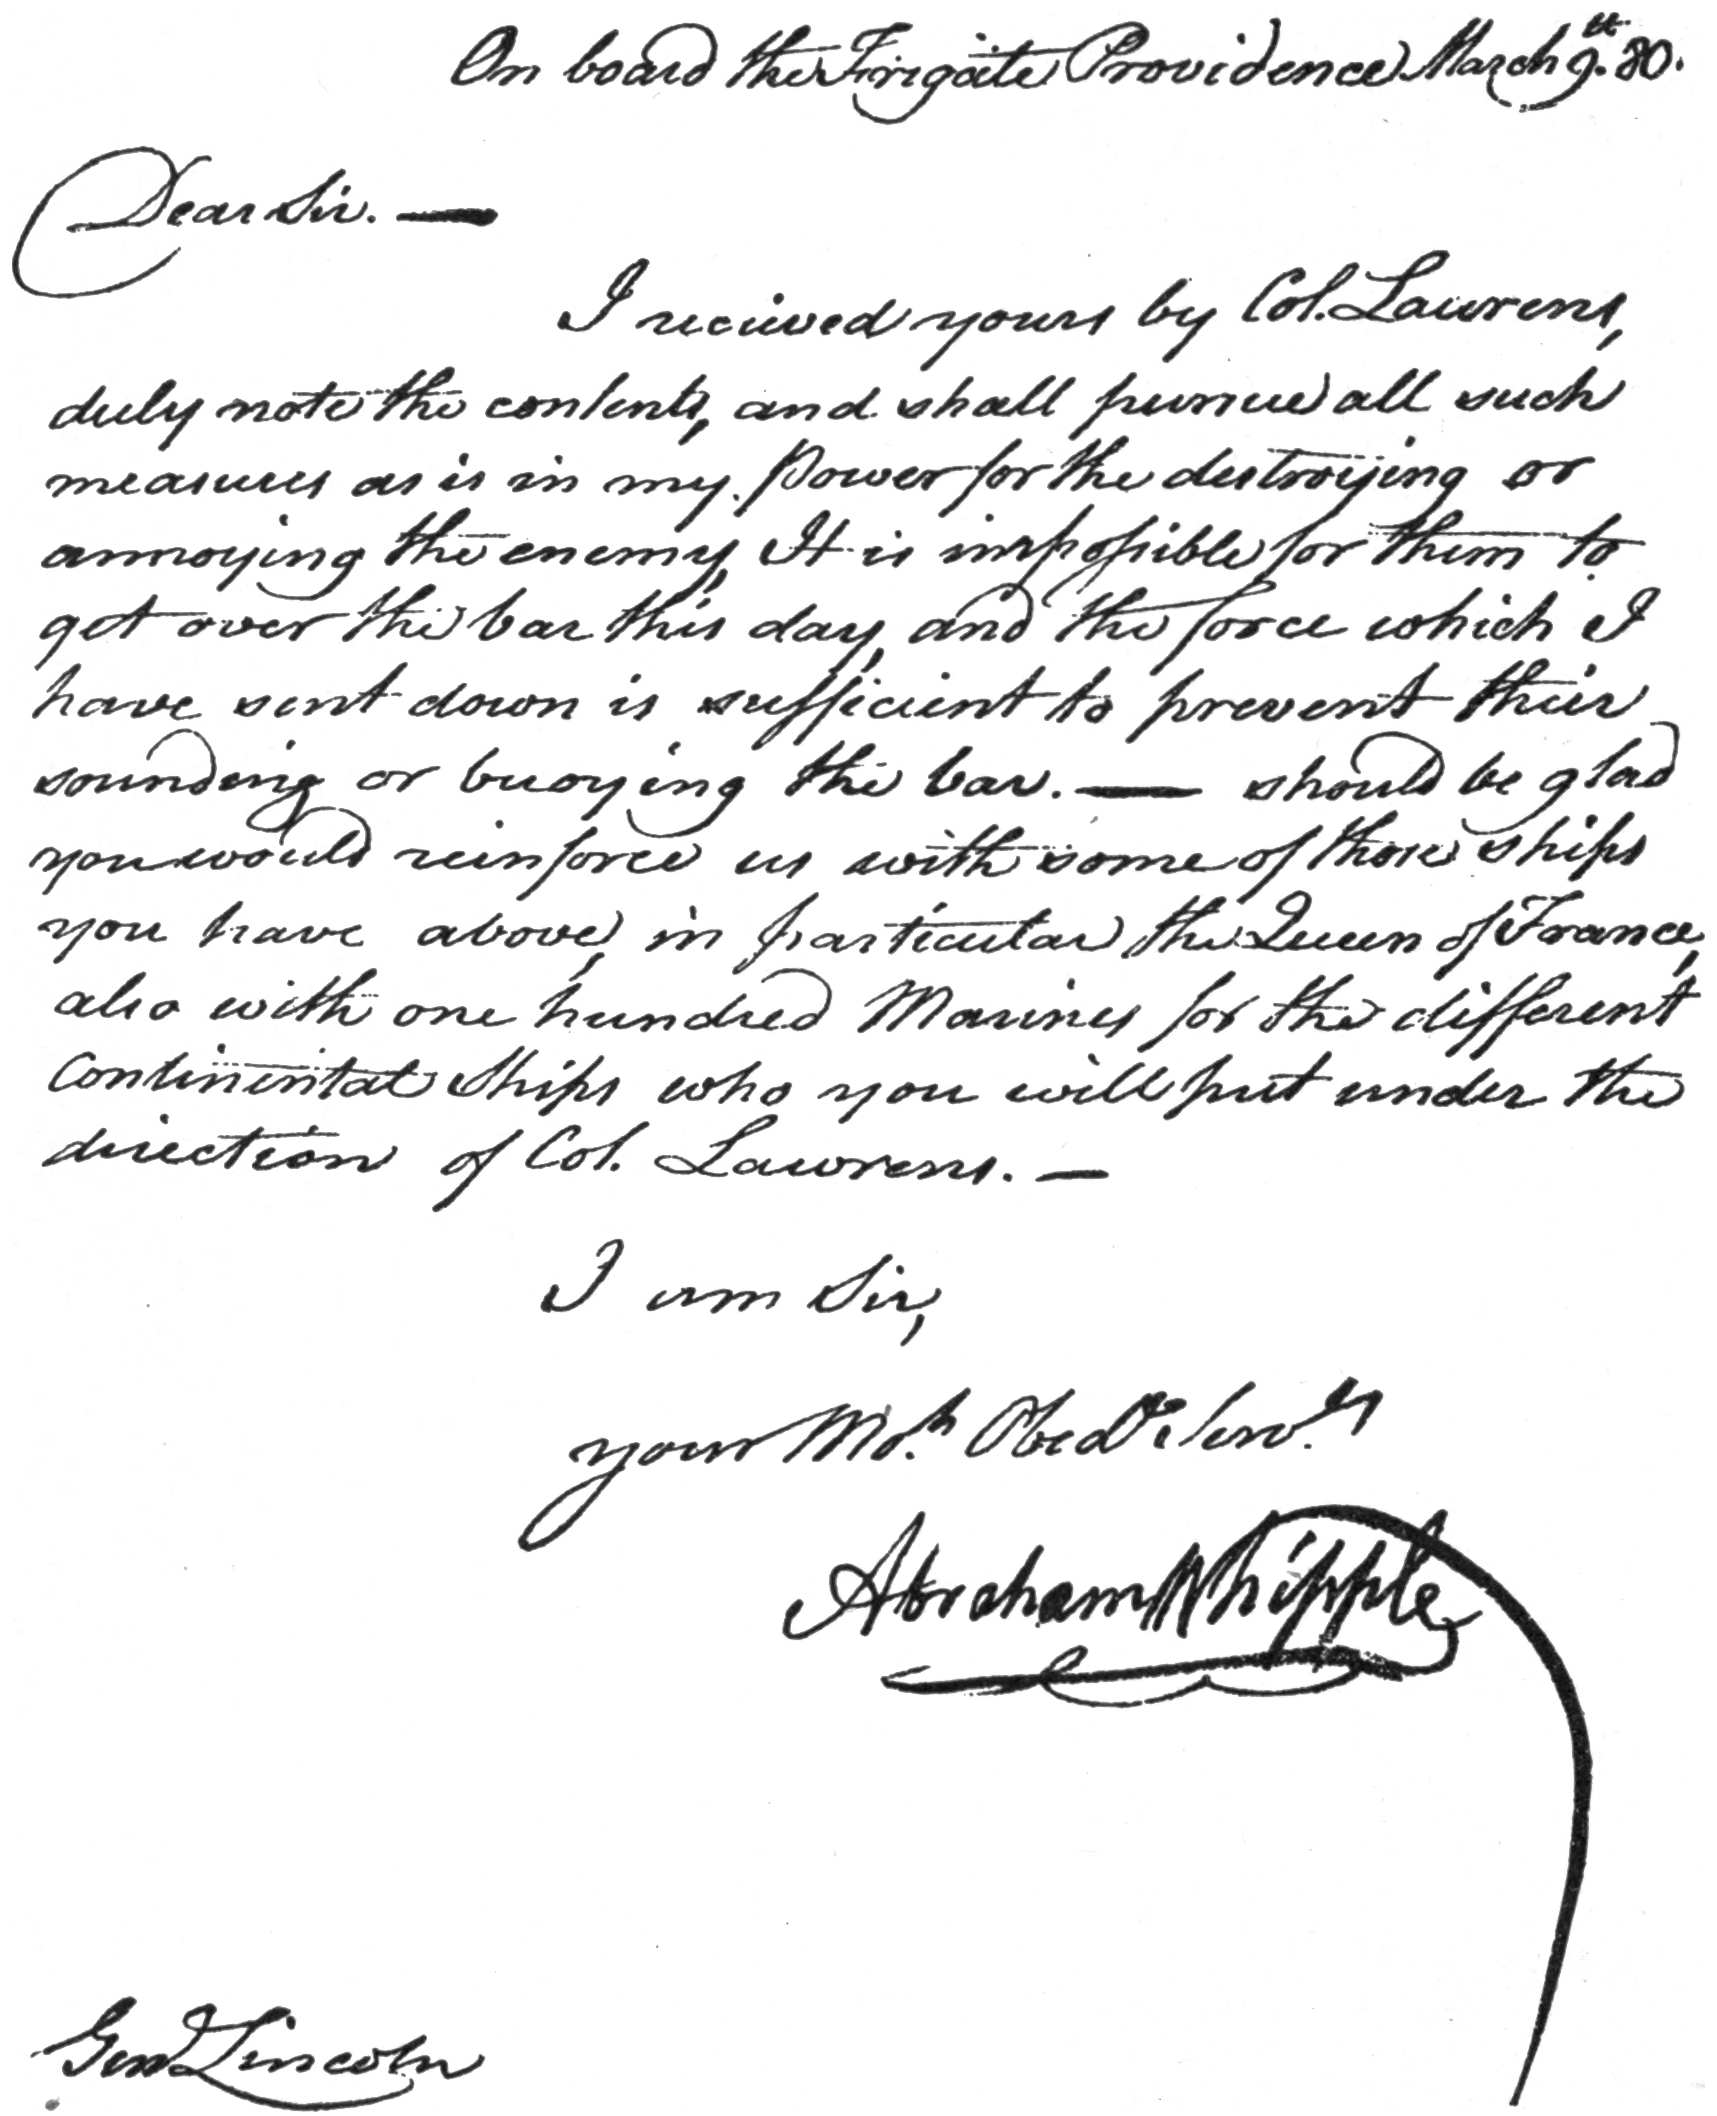 On board the Frigate Providence March 9.th 80.
Dear Sir. —
I recieved yours by Col. Laurens,
duly note the contents, and shall pursue all such
measures as is in my Power for the destroying or
annoying the enemy, It is impossible for them to
get over the bar this day, and the force which I
have sent down is sufficient to prevent their
sounding or buoying the bar. — should be glad
you would reinforce us with some of those ships
you have above, in particular the Queen of France,
also with one hundred Marines for the different
Continental Ships who you will put under the
direction of Col. Lawrens. —
I am Sir,
your Mo.st Obed.t Serv.t
Abraham Whipple
Genl Lincoln